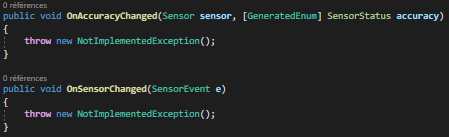 0 références
public void OnAccuracyChanged(Sensor sensor, [GeneratedEnum] SensorStatus accuracy)
{
throw new NotImplementedException();
}
0 références
public void OnSensorChanged(SensorEvent e)
{
throw new NotImplementedException();
}